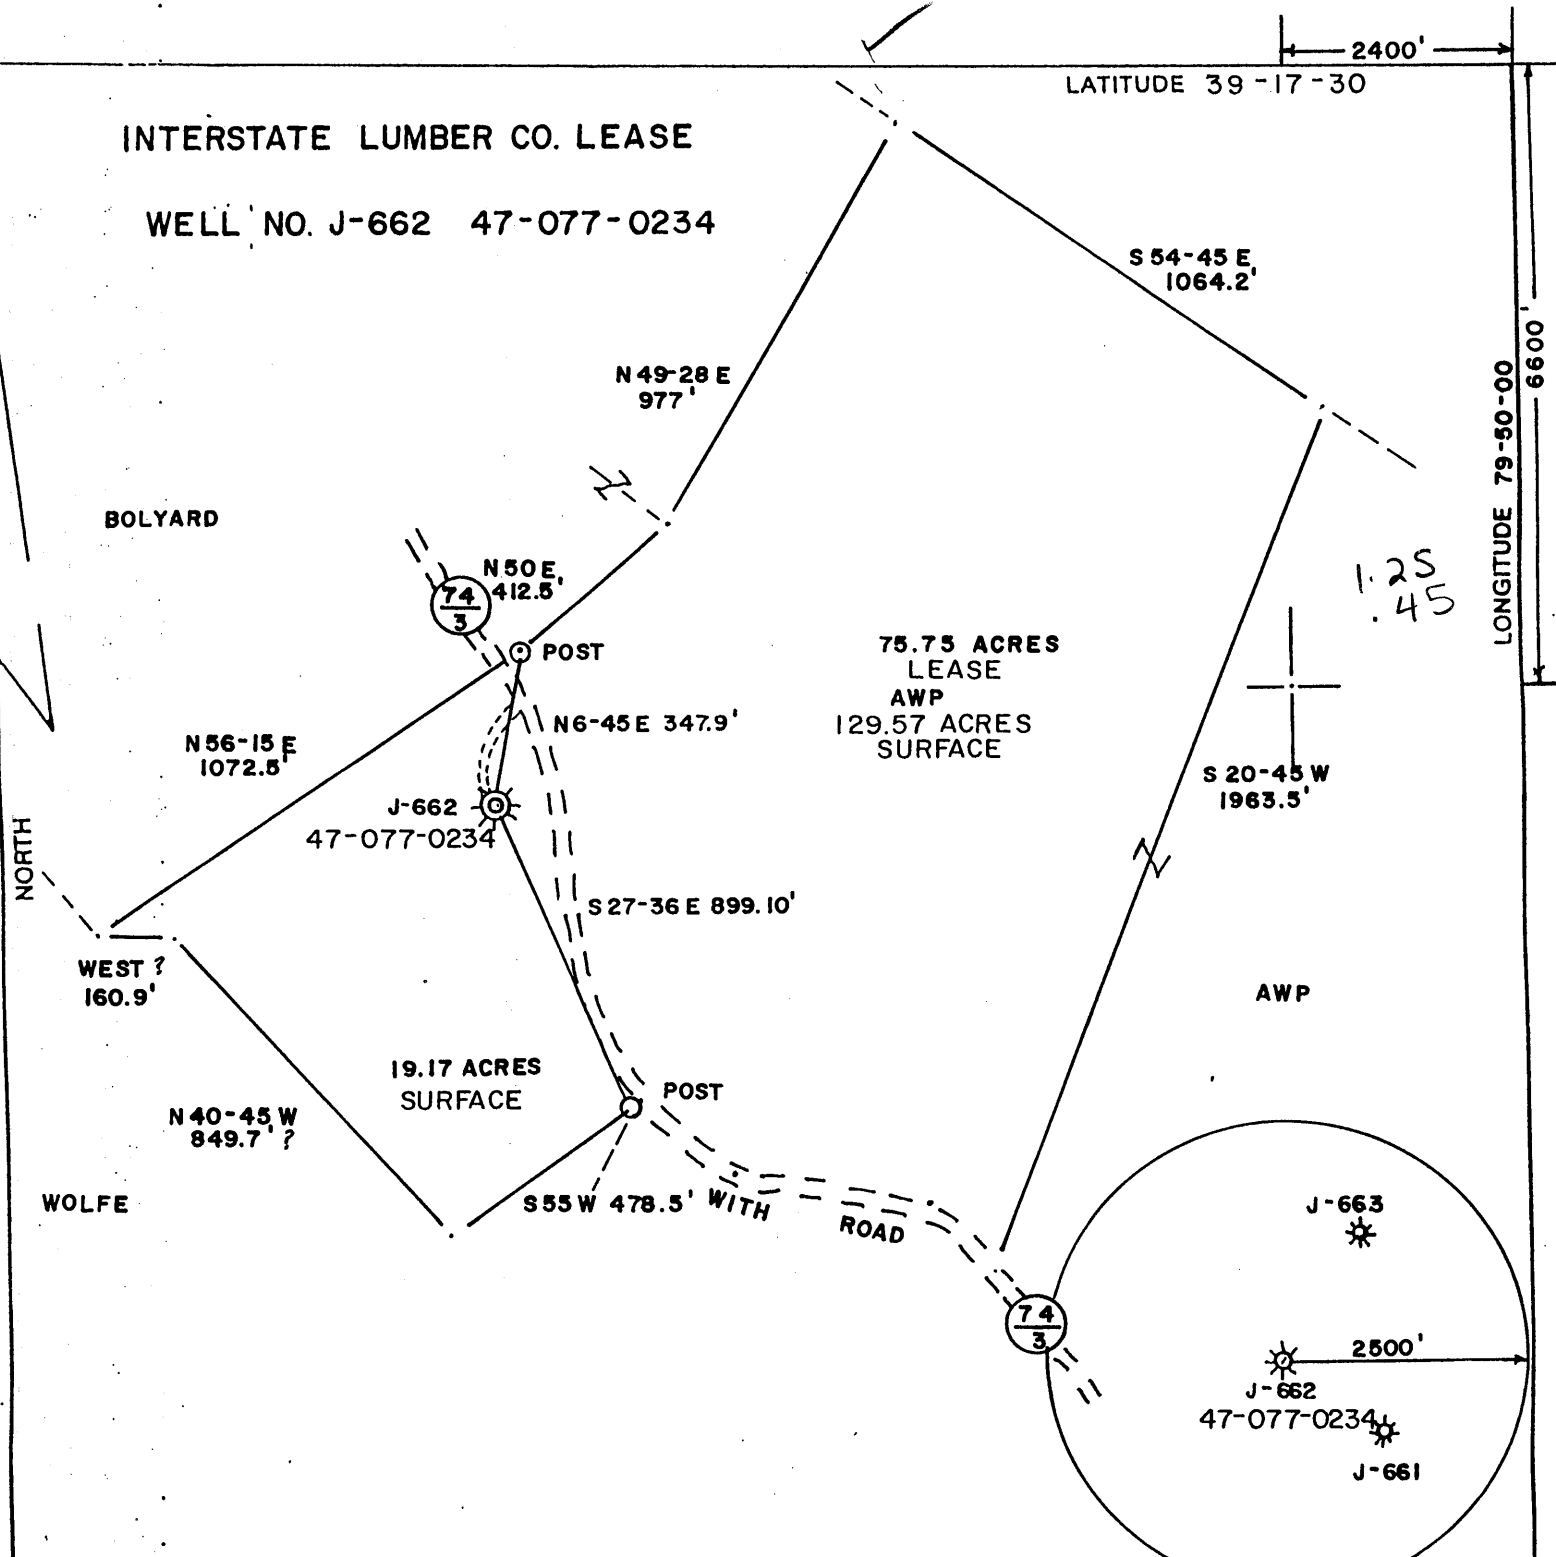 2400'
LATITUDE 39-17-30
INTERSTATE LUMBER CO. LEASE
WELL NO. J-662 47-077-0234
S 54-45 E
1064.2'
6600'
LONGITUDE 79-50-00
N 49-28 E
977'
BOLYARD
N 50 E
412.5'
74
3
POST
1.25
.45
75.75 ACRES
LEASE
AWP
129.57 ACRES
SURFACE
N 6-45 E 347.9'
N 56-15 E
1072.5'
S 20-45 W
1963.5'
J-662
47-077-0234
NORTH
S 27-36 E 899.10'
WEST ?
160.9'
AWP
19.17 ACRES
SURFACE
POST
N 40-45 W
849.7' ?
WOLFE
S 55 W 478.5'
WITH ROAD
J-663
74
3
2500'
J-662
47-077-0234
J-661